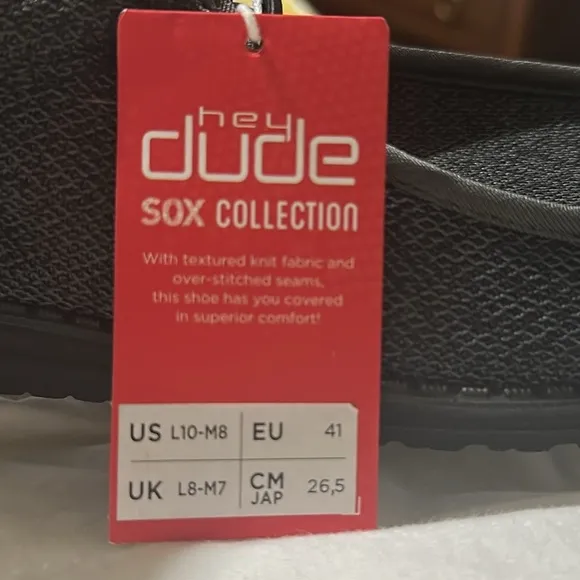 hey
dude
SOX COLLECTION
With textured knit fabric and
over-stitched seams,
this shoe has you covered
in superior comfort!
US L10-M8 EU 41
UK L8-M7 CM JAP 26,5